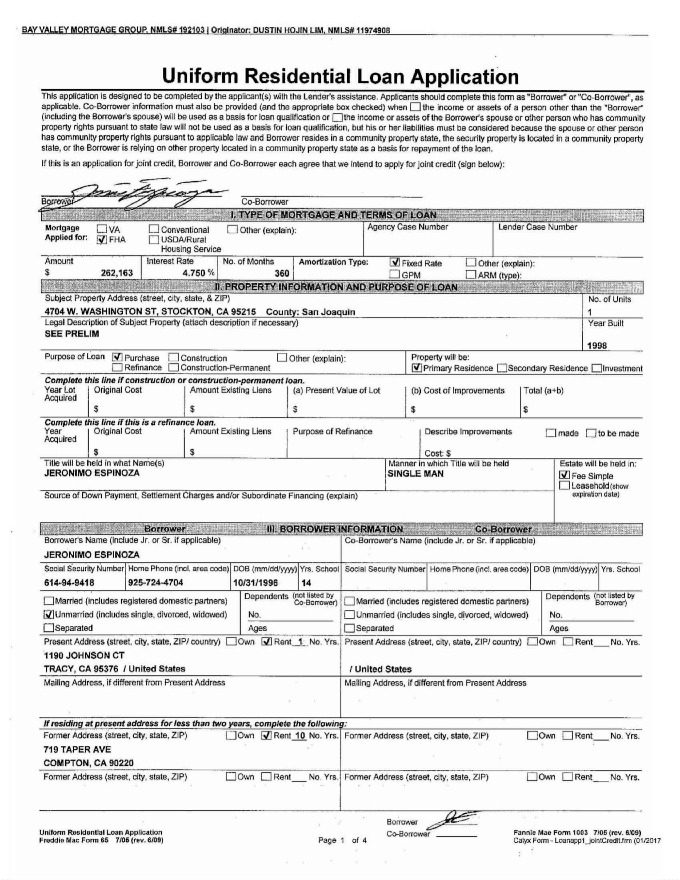 BAY VALLEY MORTGAGE GROUP, NMLS# 192103 | Originator: DUSTIN HOJIN LIM, NMLS# 11974908
Uniform Residential Loan Application
This application is designed to be completed by the applicant(s) with the Lender's assistance. Applicants should complete this form as "Borrower" or "Co-Borrower", as
applicable. Co-Borrower information must also be provided (and the appropriate box checked) when ☐ the income or assets of a person other than the "Borrower"
(including the Borrower's spouse) will be used as a basis for loan qualification or ☐ the income or assets of the Borrower's spouse or other person who has community
property rights pursuant to state law will not be used as a basis for loan qualification, but his or her liabilities must be considered because the spouse or other person
has community property rights pursuant to applicable law and Borrower resides in a community property state, the security property is located in a community property
state, or the Borrower is relying on other property located in a community property state as a basis for repayment of the loan.
If this is an application for joint credit, Borrower and Co-Borrower each agree that we intend to apply for joint credit (sign below):
Borrower Co-Borrower
I. TYPE OF MORTGAGE AND TERMS OF LOAN
Mortgage Applied for: ☐ VA ☑ FHA ☐ Conventional ☐ USDA/Rural Housing Service ☐ Other (explain): Agency Case Number Lender Case Number
Amount $ 262,163 Interest Rate 4.750 % No. of Months 360 Amortization Type: ☑ Fixed Rate ☐ GPM ☐ Other (explain): ☐ ARM (type):
II. PROPERTY INFORMATION AND PURPOSE OF LOAN
Subject Property Address (street, city, state, & ZIP) No. of Units
4704 W. WASHINGTON ST, STOCKTON, CA 95215 County: San Joaquin 1
Legal Description of Subject Property (attach description if necessary) Year Built
SEE PRELIM
1998
Purpose of Loan ☑ Purchase ☐ Construction ☐ Other (explain): Property will be:
☐ Refinance ☐ Construction-Permanent ☑ Primary Residence ☐ Secondary Residence ☐ Investment
Complete this line if construction or construction-permanent loan.
Year Lot Acquired Original Cost Amount Existing Liens (a) Present Value of Lot (b) Cost of Improvements Total (a+b)
$ $ $ $ $
Complete this line if this is a refinance loan.
Year Acquired Original Cost Amount Existing Liens Purpose of Refinance Describe Improvements ☐ made ☐ to be made
$ $ Cost: $
Title will be held in what Name(s) Manner in which Title will be held Estate will be held in:
JERONIMO ESPINOZA SINGLE MAN ☑ Fee Simple
☐ Leasehold (show expiration date)
Source of Down Payment, Settlement Charges and/or Subordinate Financing (explain)
Borrower III. BORROWER INFORMATION Co-Borrower
Borrower's Name (include Jr. or Sr. if applicable) Co-Borrower's Name (include Jr. or Sr. if applicable)
JERONIMO ESPINOZA
Social Security Number Home Phone (incl. area code) DOB (mm/dd/yyyy) Yrs. School Social Security Number Home Phone (incl. area code) DOB (mm/dd/yyyy) Yrs. School
614-94-9418 925-724-4704 10/31/1996 14
☐ Married (includes registered domestic partners) Dependents (not listed by Co-Borrower) ☐ Married (includes registered domestic partners) Dependents (not listed by Borrower)
☑ Unmarried (includes single, divorced, widowed) No. ☐ Unmarried (includes single, divorced, widowed) No.
☐ Separated Ages ☐ Separated Ages
Present Address (street, city, state, ZIP/ country) ☐ Own ☑ Rent 1 No. Yrs. Present Address (street, city, state, ZIP/ country) ☐ Own ☐ Rent No. Yrs.
1190 JOHNSON CT
TRACY, CA 95376 / United States / United States
Mailing Address, if different from Present Address Mailing Address, if different from Present Address
If residing at present address for less than two years, complete the following:
Former Address (street, city, state, ZIP) ☐ Own ☑ Rent 10 No. Yrs. Former Address (street, city, state, ZIP) ☐ Own ☐ Rent No. Yrs.
719 TAPER AVE
COMPTON, CA 90220
Former Address (street, city, state, ZIP) ☐ Own ☐ Rent No. Yrs. Former Address (street, city, state, ZIP) ☐ Own ☐ Rent No. Yrs.
Borrower
Co-Borrower
Uniform Residential Loan Application Fannie Mae Form 1003 7/05 (rev. 6/09)
Freddie Mac Form 65 7/05 (rev. 6/09) Page 1 of 4 Calyx Form - Loanapp1_jointCredit.frm (01/2017